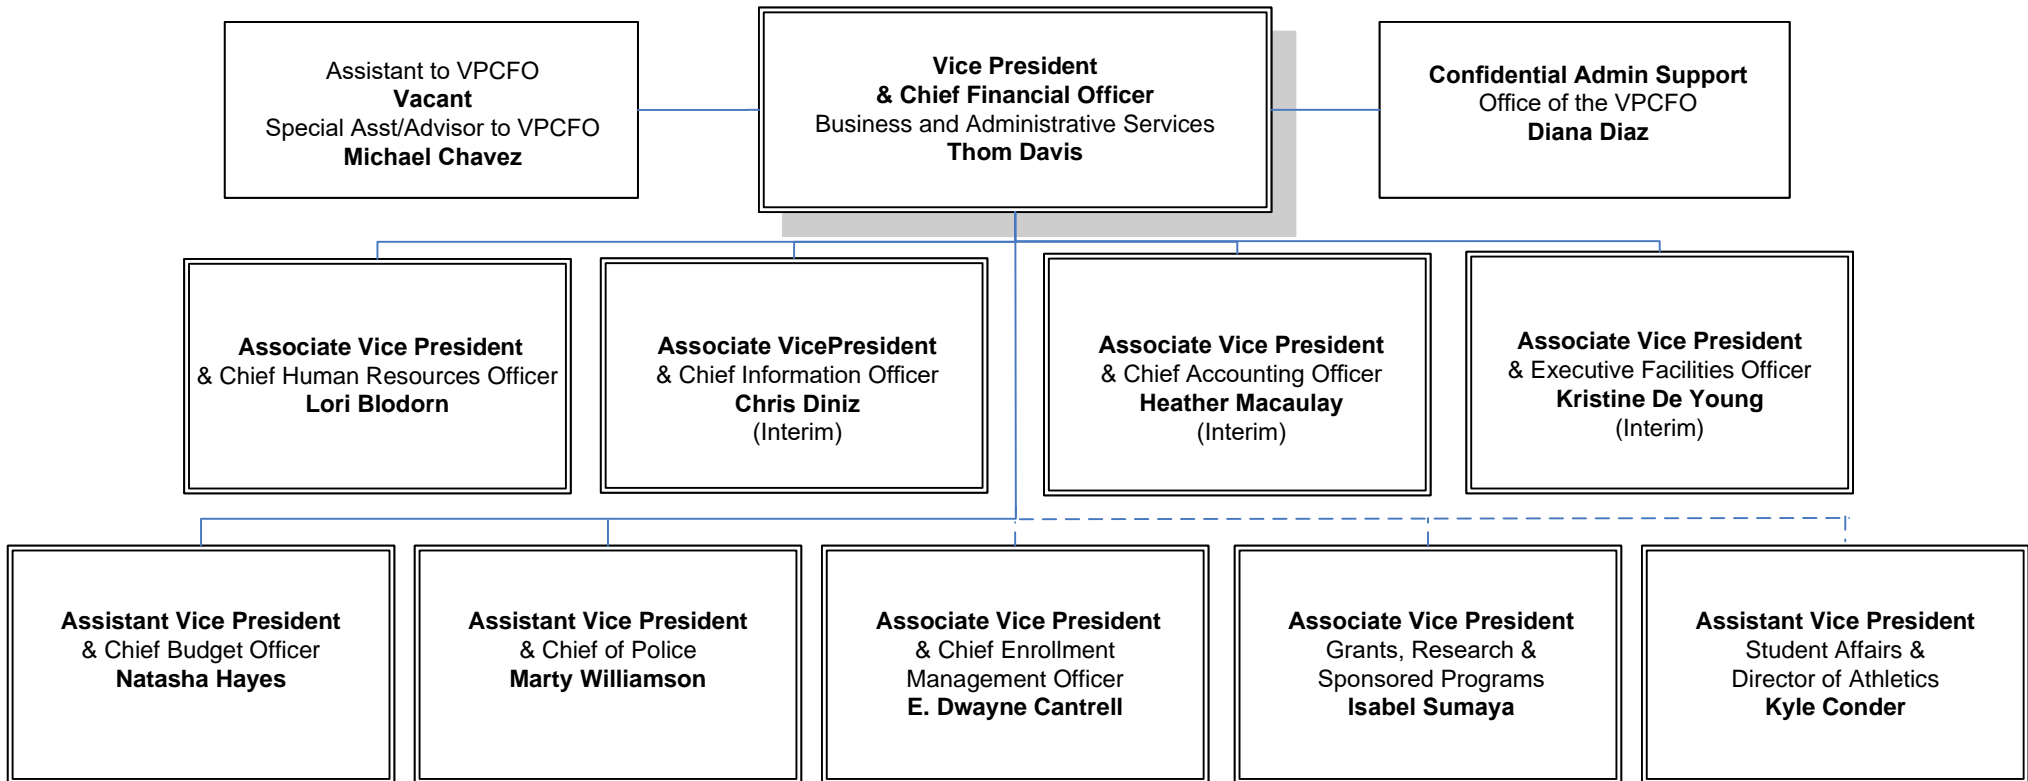 Assistant to VPCFO
Vacant
Special Asst/Advisor to VPCFO
Michael Chavez
Vice President
& Chief Financial Officer
Business and Administrative Services
Thom Davis
Confidential Admin Support
Office of the VPCFO
Diana Diaz
Associate Vice President
& Chief Human Resources Officer
Lori Blodorn
Associate VicePresident
& Chief Information Officer
Chris Diniz
(Interim)
Associate Vice President
& Chief Accounting Officer
Heather Macaulay
(Interim)
Associate Vice President
& Executive Facilities Officer
Kristine De Young
(Interim)
Assistant Vice President
& Chief Budget Officer
Natasha Hayes
Assistant Vice President
& Chief of Police
Marty Williamson
Associate Vice President
& Chief Enrollment
Management Officer
E. Dwayne Cantrell
Associate Vice President
Grants, Research &
Sponsored Programs
Isabel Sumaya
Assistant Vice President
Student Affairs &
Director of Athletics
Kyle Conder